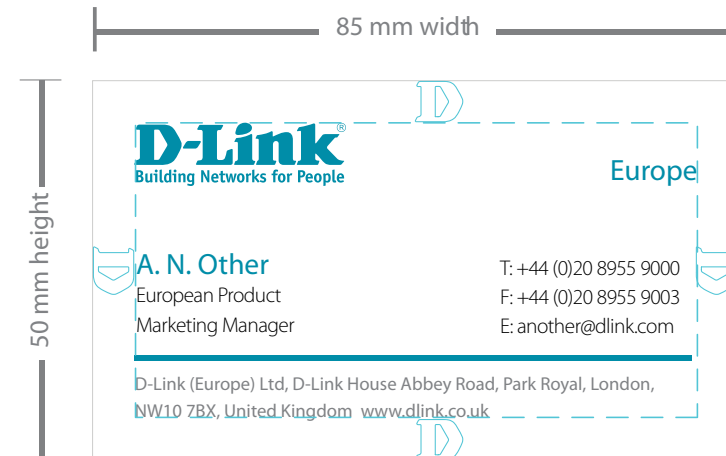 85 mm width
50 mm height
D-Link®
Building Networks for People
Europe
A. N. Other
European Product
Marketing Manager
T: +44 (0)20 8955 9000
F: +44 (0)20 8955 9003
E: another@dlink.com
D-Link (Europe) Ltd, D-Link House Abbey Road, Park Royal, London,
NW10 7BX, United Kingdom www.dlink.co.uk
D
D
D
D